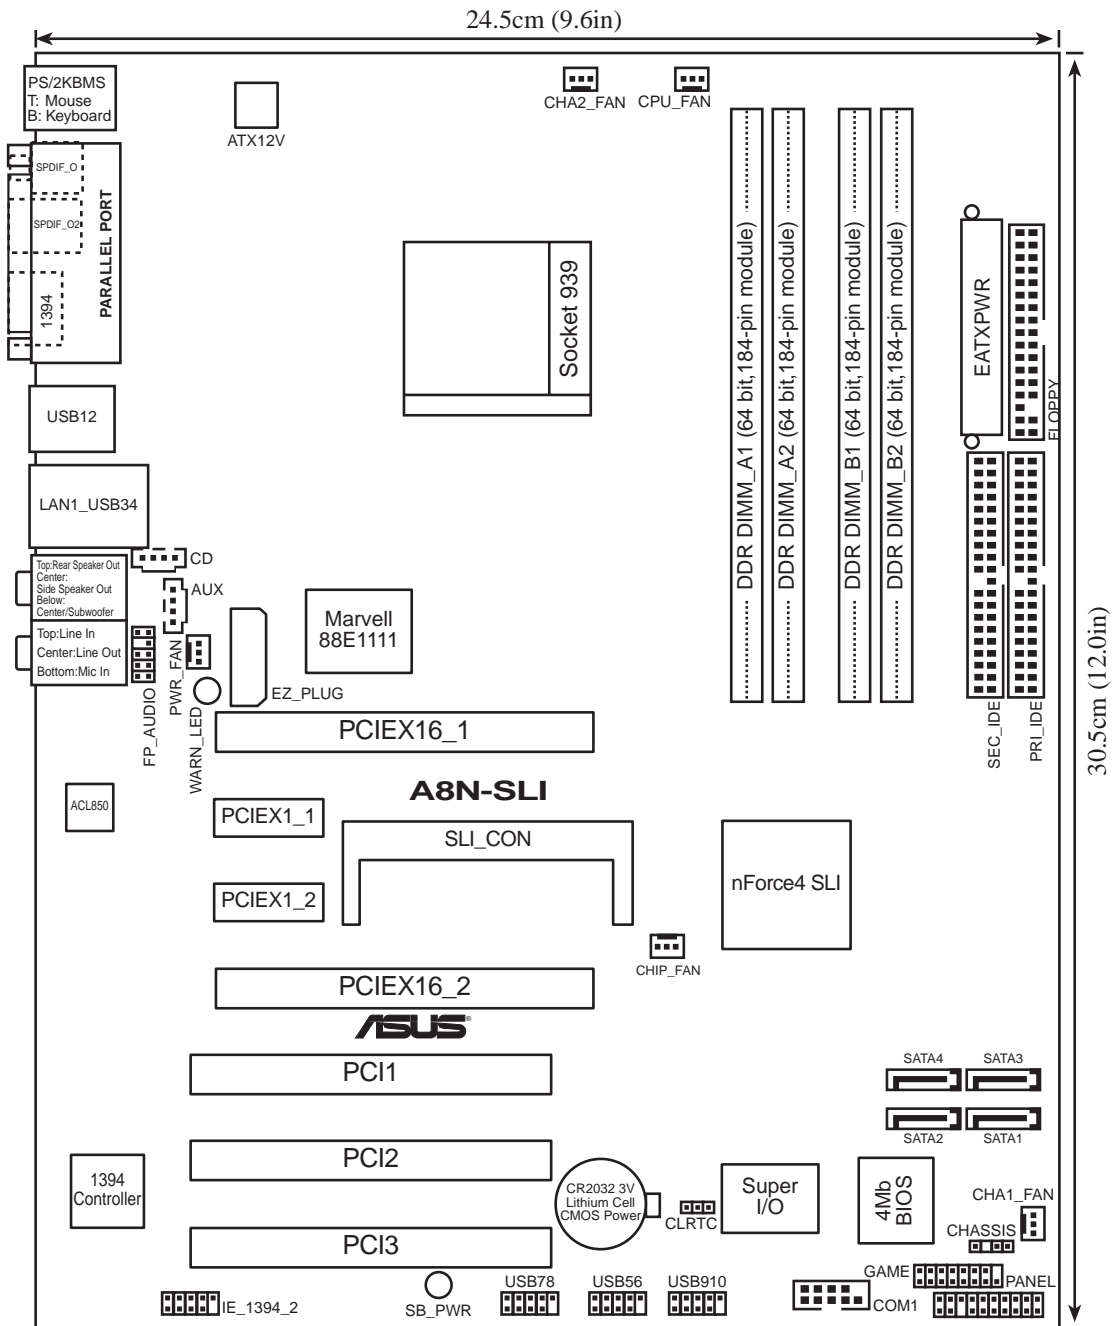 24.5cm (9.6in)
PS/2KBMS
T: Mouse
B: Keyboard
ATX12V
CHA2_FAN
CPU_FAN
SPDIF_O
SPDIF_O2
1394
PARALLEL PORT
Socket 939
DDR DIMM_A1 (64 bit,184-pin module)
DDR DIMM_A2 (64 bit,184-pin module)
DDR DIMM_B1 (64 bit,184-pin module)
DDR DIMM_B2 (64 bit,184-pin module)
EATXPWR
FLOPPY
USB12
LAN1_USB34
CD
Top:Rear Speaker Out
Center:
Side Speaker Out
Below:
Center/Subwoofer
AUX
Top:Line In
Center:Line Out
Bottom:Mic In
FP_AUDIO
PWR_FAN
WARN_LED
EZ_PLUG
Marvell
88E1111
SEC_IDE
PRI_IDE
30.5cm (12.0in)
PCIEX16_1
A8N-SLI
ACL850
PCIEX1_1
SLI_CON
PCIEX1_2
nForce4 SLI
CHIP_FAN
PCIEX16_2
ASUS®
PCI1
SATA4
SATA3
SATA2
SATA1
PCI2
1394
Controller
CR2032 3V
Lithium Cell
CMOS Power
CLRTC
Super
I/O
4Mb
BIOS
CHA1_FAN
CHASSIS
PCI3
GAME
PANEL
IE_1394_2
SB_PWR
USB78
USB56
USB910
COM1